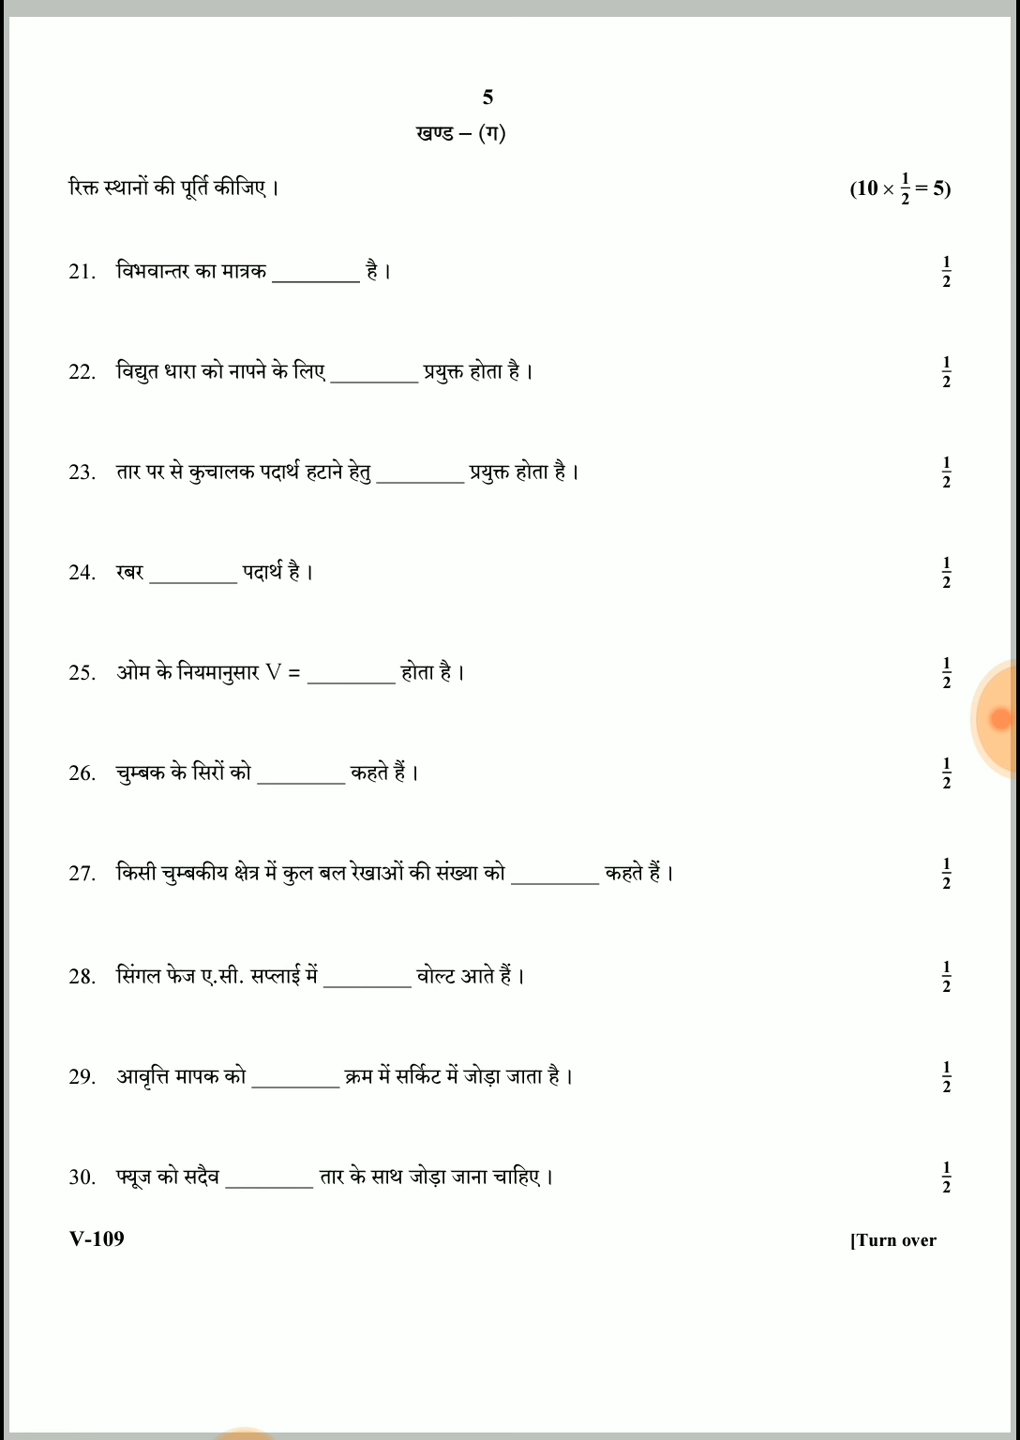 5
खण्ड – (ग)
रिक्त स्थानों की पूर्ति कीजिए । (10 × 1/2 = 5)
21. विभवान्तर का मात्रक ________ है । 1/2
22. विद्युत धारा को नापने के लिए ________ प्रयुक्त होता है । 1/2
23. तार पर से कुचालक पदार्थ हटाने हेतु ________ प्रयुक्त होता है । 1/2
24. रबर ________ पदार्थ है । 1/2
25. ओम के नियमानुसार V = ________ होता है । 1/2
26. चुम्बक के सिरों को ________ कहते हैं । 1/2
27. किसी चुम्बकीय क्षेत्र में कुल बल रेखाओं की संख्या को ________ कहते हैं । 1/2
28. सिंगल फेज ए.सी. सप्लाई में ________ वोल्ट आते हैं । 1/2
29. आवृत्ति मापक को ________ क्रम में सर्किट में जोड़ा जाता है । 1/2
30. फ्यूज को सदैव ________ तार के साथ जोड़ा जाना चाहिए । 1/2
V-109 [Turn over